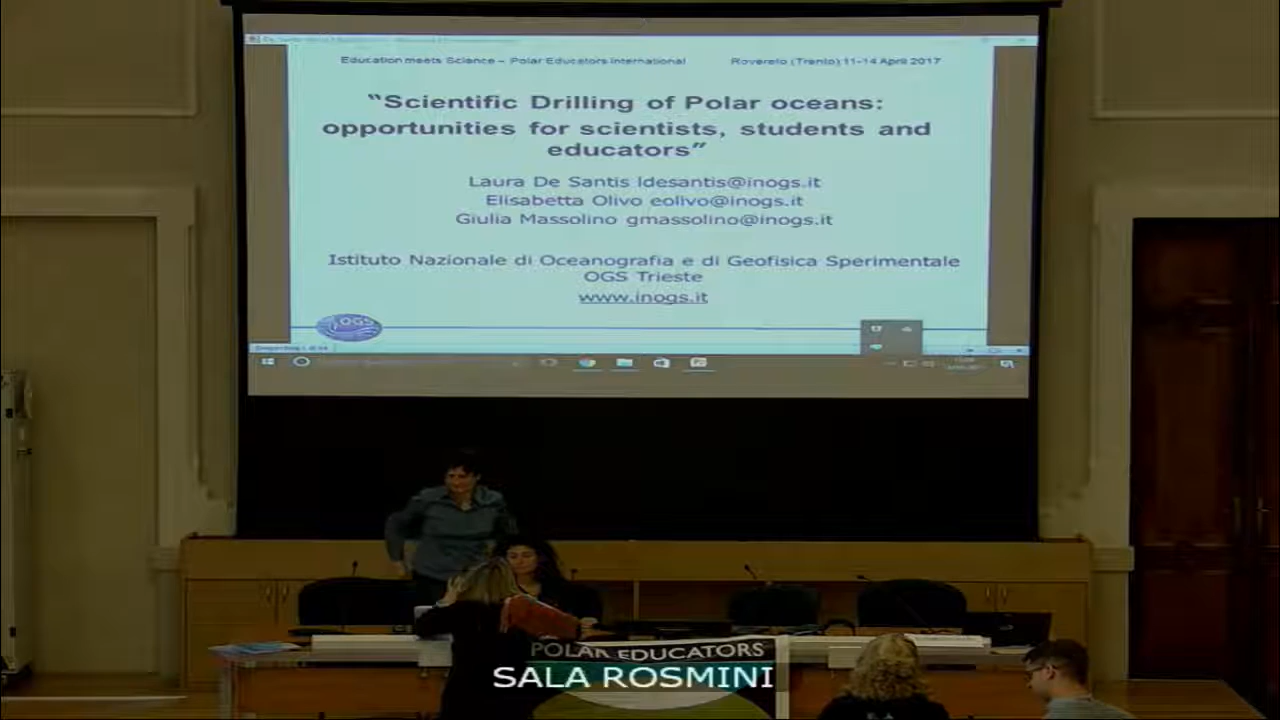 Education meets Science – Polar Educators International Rovereto (Trento) 11-14 April 2017
“Scientific Drilling of Polar oceans:
opportunities for scientists, students and
educators”
Laura De Santis ldesantis@inogs.it
Elisabetta Olivo eolivo@inogs.it
Giulia Massolino gmassolino@inogs.it
Istituto Nazionale di Oceanografia e di Geofisica Sperimentale
OGS Trieste
www.inogs.it
OGS
POLAR EDUCATORS
SALA ROSMINI